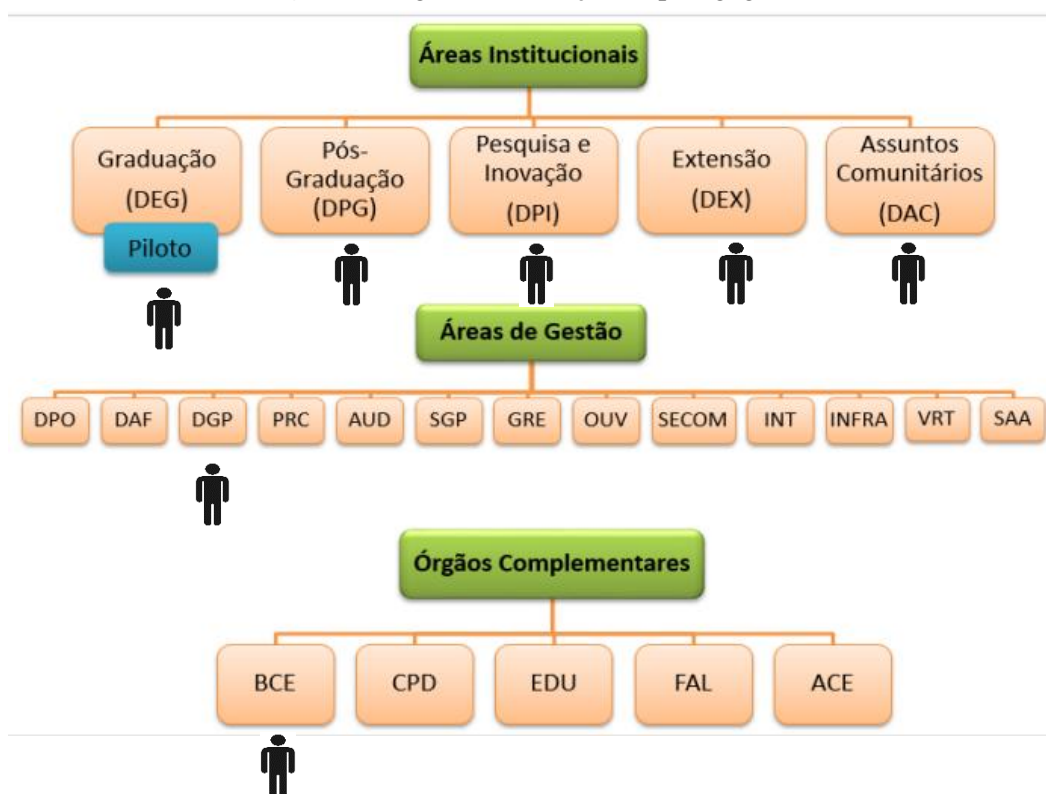 Áreas Institucionais
Graduação
(DEG)
Piloto
Pós-
Graduação
(DPG)
Pesquisa e
Inovação
(DPI)
Extensão
(DEX)
Assuntos
Comunitários
(DAC)
Áreas de Gestão
DPO DAF DGP PRC AUD SGP GRE OUV SECOM INT INFRA VRT SAA
Órgãos Complementares
BCE CPD EDU FAL ACE